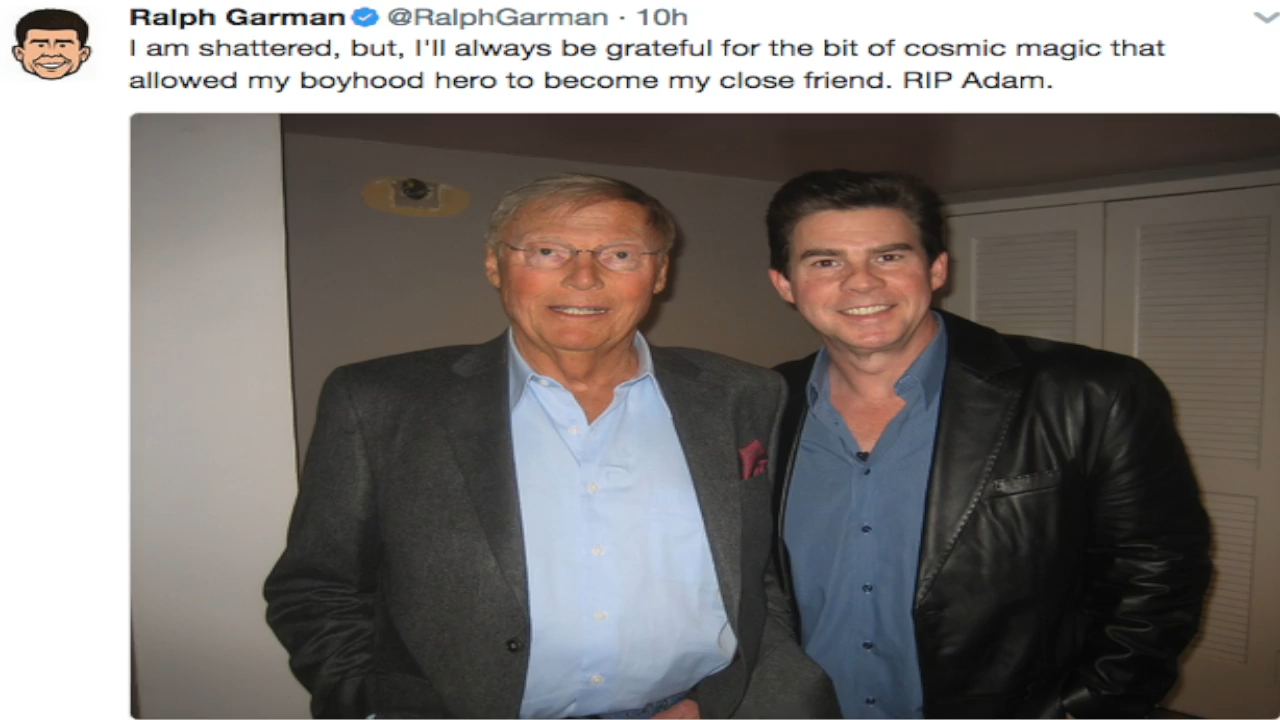 Ralph Garman @RalphGarman · 10h
I am shattered, but, I'll always be grateful for the bit of cosmic magic that
allowed my boyhood hero to become my close friend. RIP Adam.